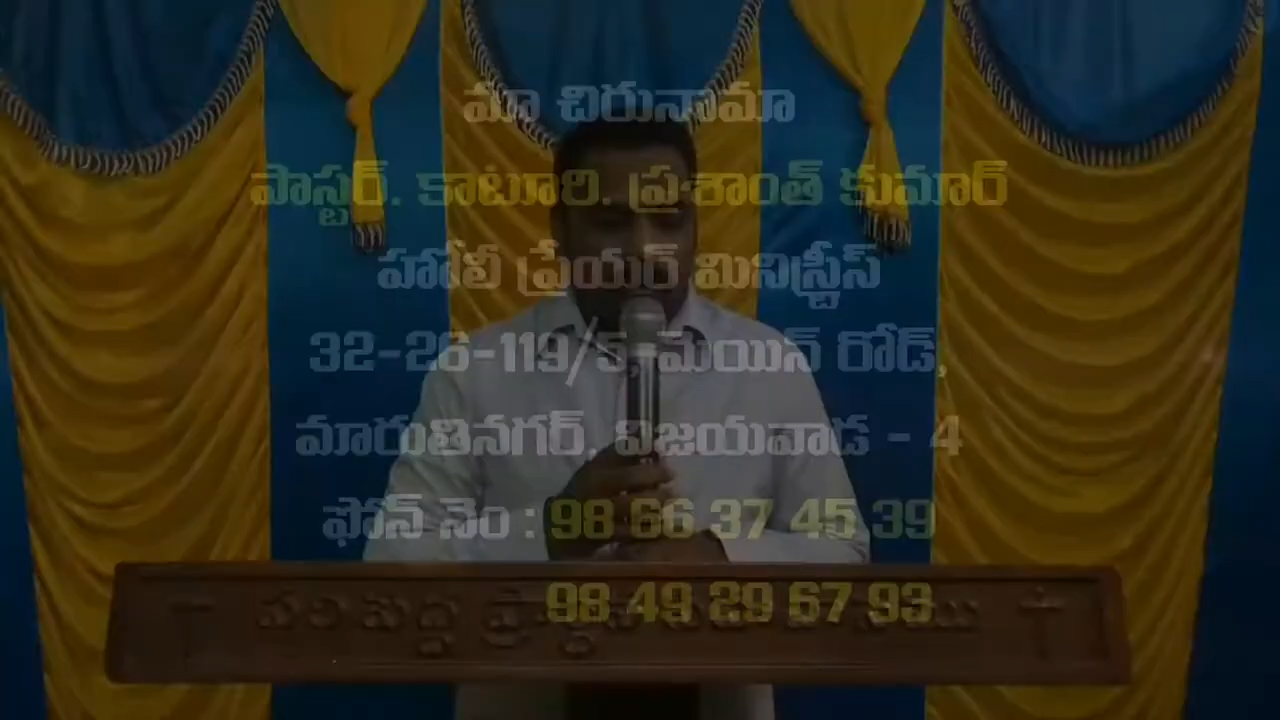 మా చిరునామా
పాస్టర్. కాటూరి. ప్రశాంత్ కుమార్
హోలీ ప్రేయర్ మినిస్ట్రీస్
32-26-119/5, మెయిన్ రోడ్,
మారుతినగర్, విజయవాడ - 4
ఫోన్ నెం : 98 66 37 45 39
98 49 29 67 93
పరిశుద్ధ